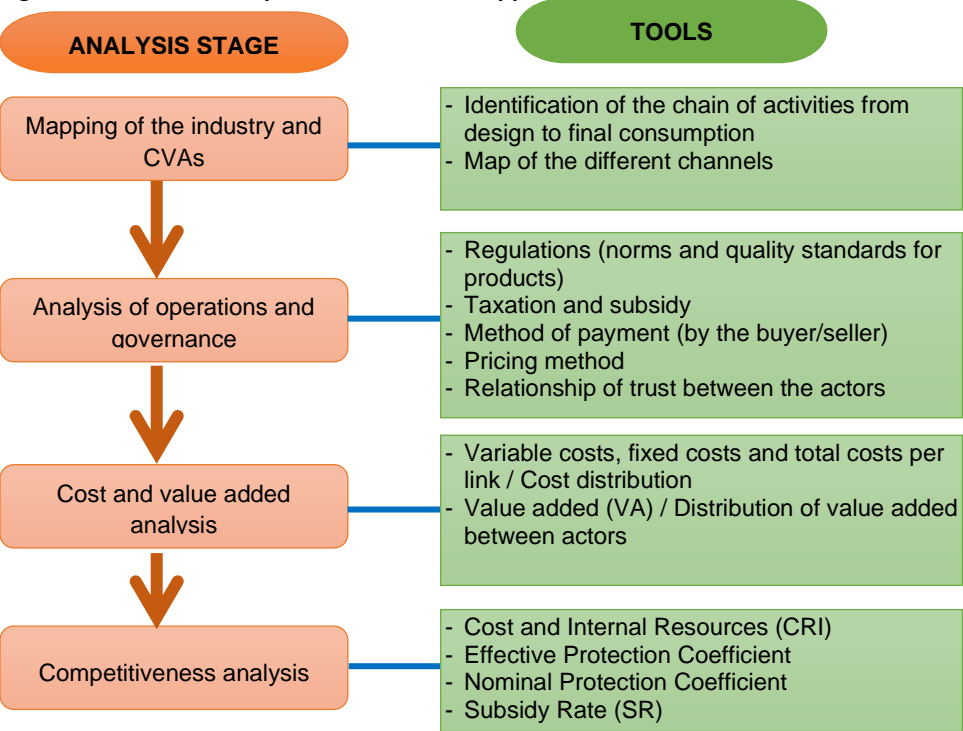 ANALYSIS STAGE
TOOLS
Mapping of the industry and
CVAs
- Identification of the chain of activities from
design to final consumption
- Map of the different channels
Analysis of operations and
governance
- Regulations (norms and quality standards for
products)
- Taxation and subsidy
- Method of payment (by the buyer/seller)
- Pricing method
- Relationship of trust between the actors
Cost and value added
analysis
- Variable costs, fixed costs and total costs per
link / Cost distribution
- Value added (VA) / Distribution of value added
between actors
Competitiveness analysis
- Cost and Internal Resources (CRI)
- Effective Protection Coefficient
- Nominal Protection Coefficient
- Subsidy Rate (SR)